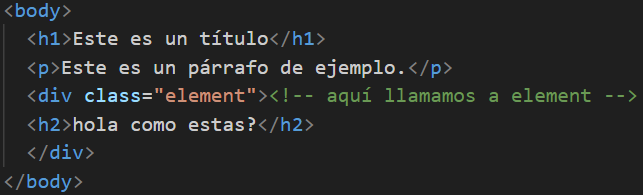 <body>
<h1>Este es un título</h1>
<p>Este es un párrafo de ejemplo.</p>
<div class="element"><!-- aquí llamamos a element -->
<h2>hola como estas?</h2>
</div>
</body>